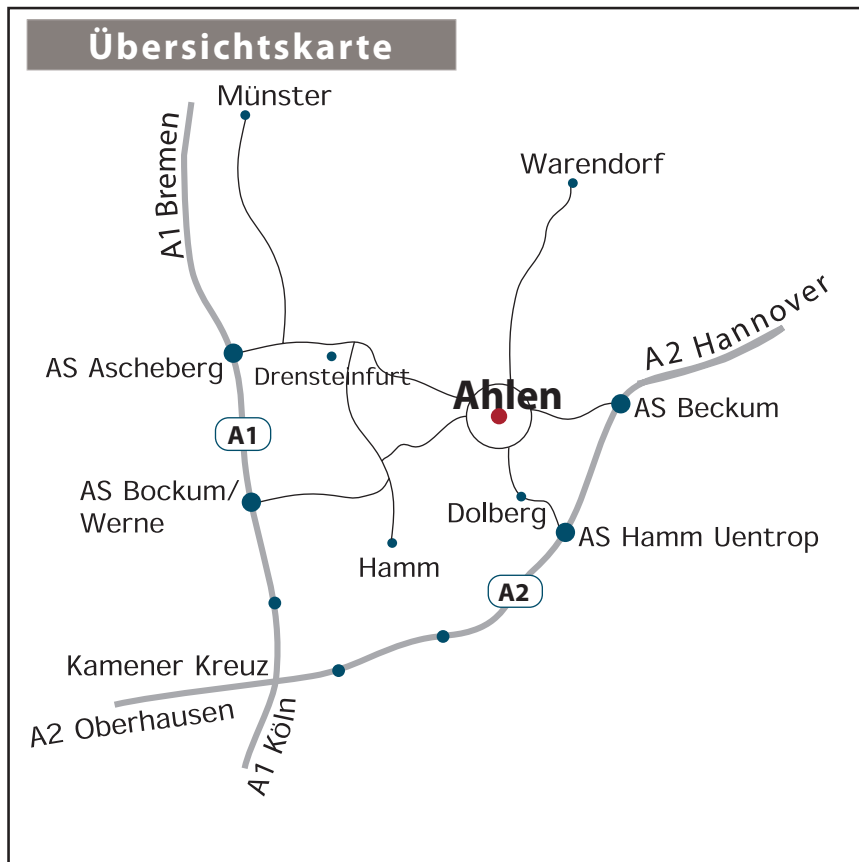 Übersichtskarte
Münster
A1 Bremen
Warendorf
A2 Hannover
AS Ascheberg
Drensteinfurt
Ahlen
AS Beckum
A1
AS Bockum/
Werne
Dolberg
AS Hamm Uentrop
Hamm
A2
Kamener Kreuz
A2 Oberhausen
A1 Köln